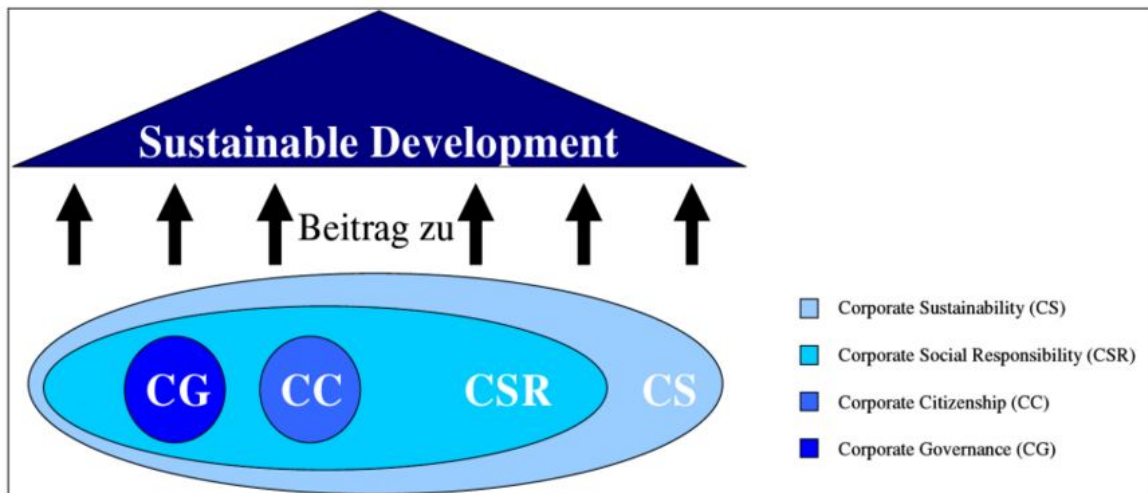 Sustainable Development
Beitrag zu
CG
CC
CSR
CS
Corporate Sustainability (CS)
Corporate Social Responsibility (CSR)
Corporate Citizenship (CC)
Corporate Governance (CG)